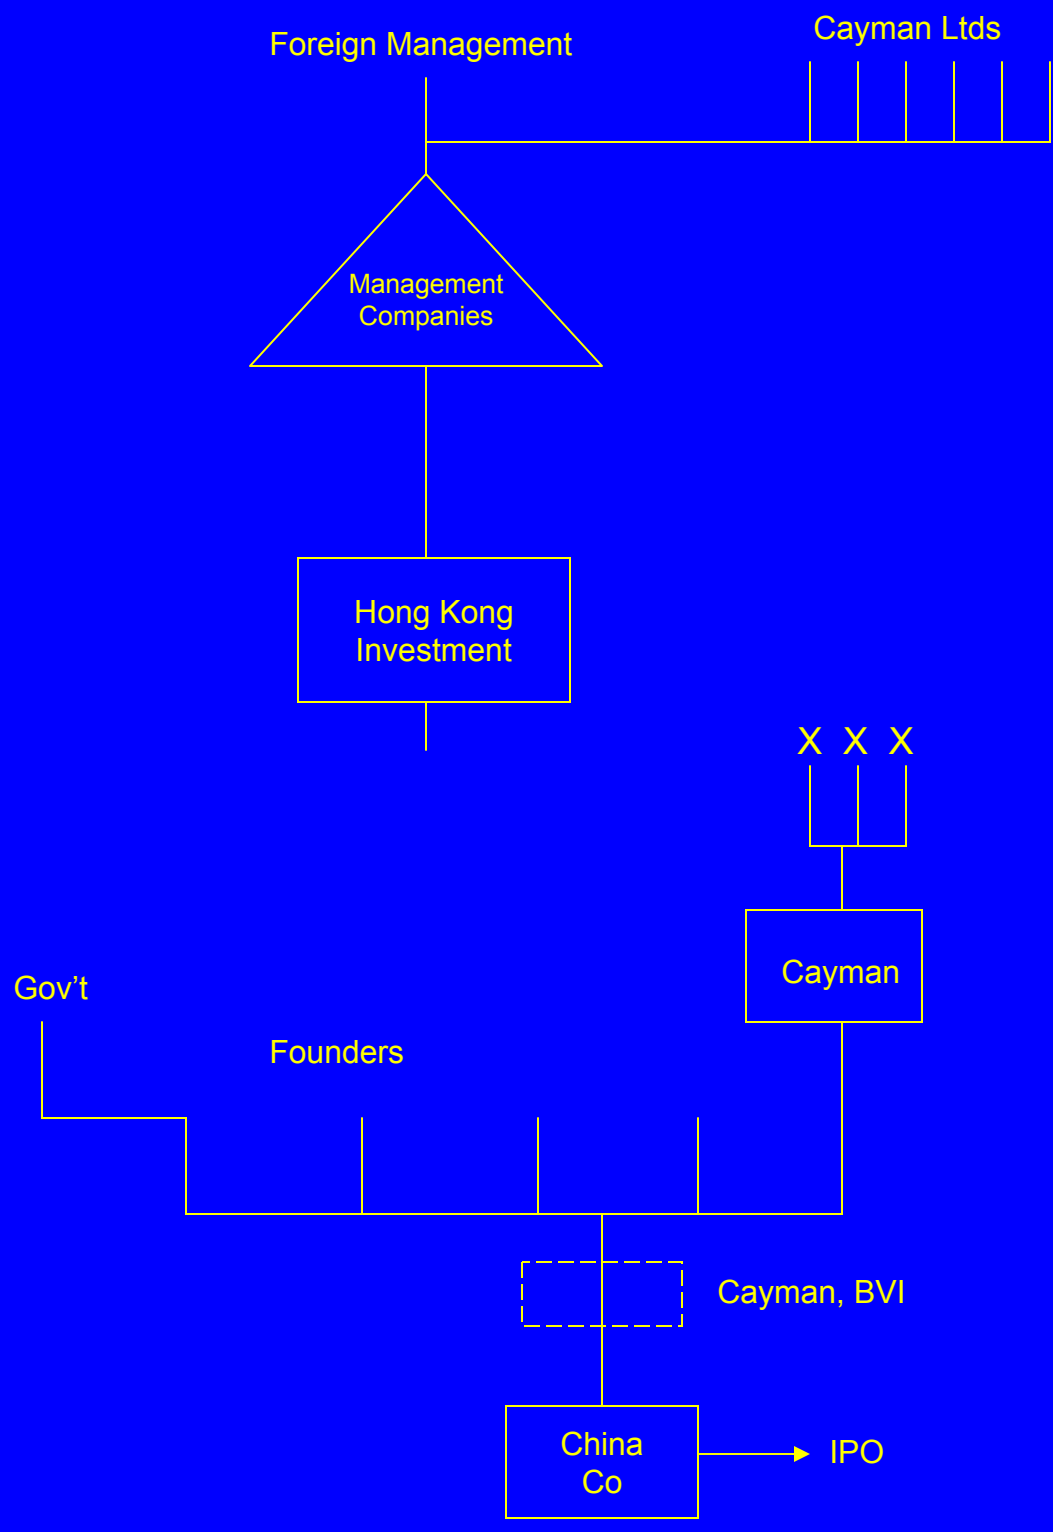 Foreign Management
Cayman Ltds
Management
Companies
Hong Kong
Investment
X X X
Cayman
Gov’t
Founders
Cayman, BVI
China
Co
IPO